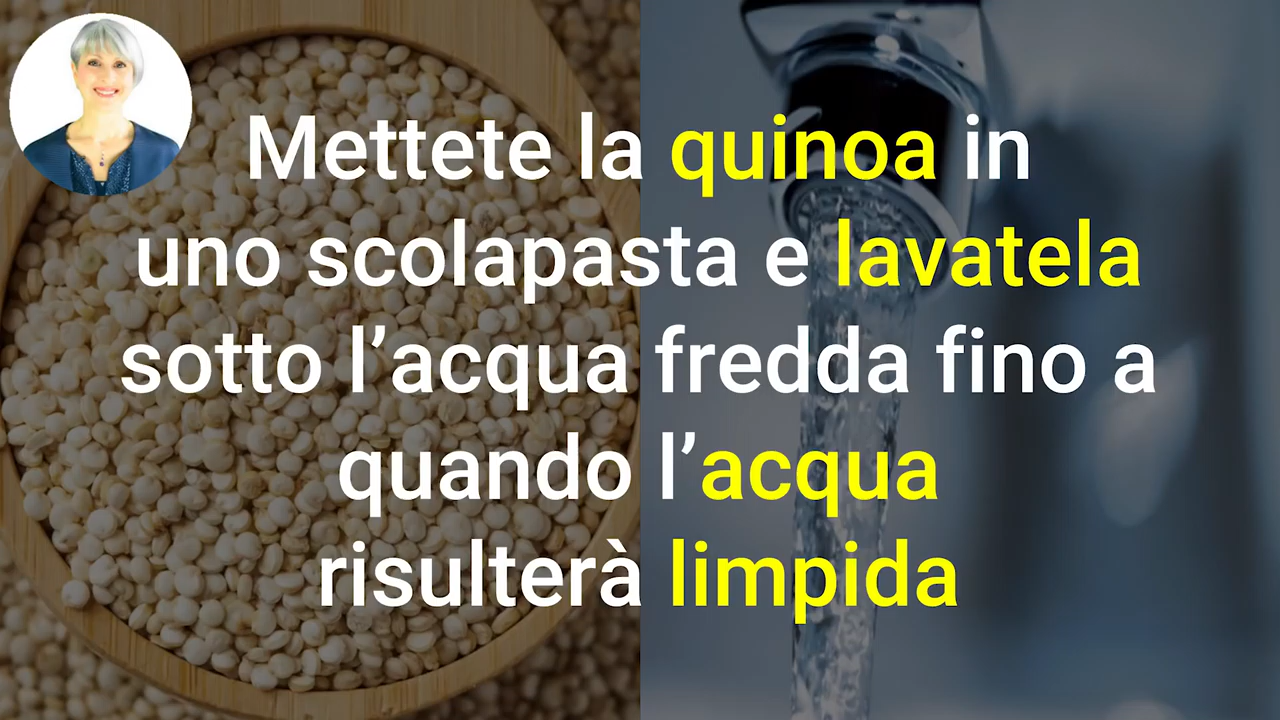 Mettete la quinoa in
uno scolapasta e lavatela
sotto l’acqua fredda fino a
quando l’acqua
risulterà limpida